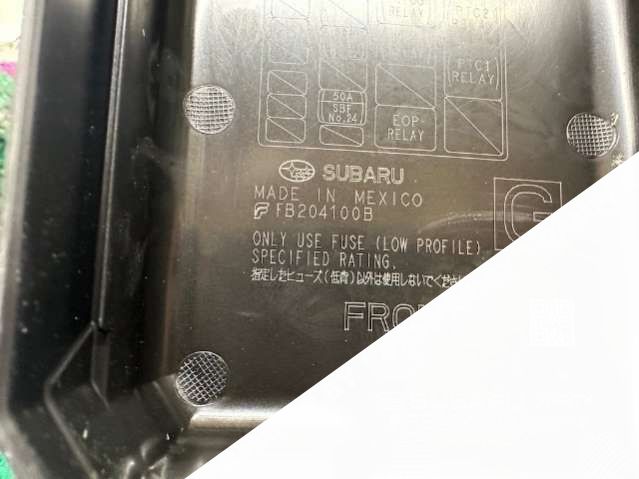 RELAY
PTC2
PTC1
RELAY
50A
SBF
No.24
EOP
RELAY
SUBARU
MADE IN MEXICO
FB204100B
G
ONLY USE FUSE (LOW PROFILE)
SPECIFIED RATING.
指定したヒューズ(低背)以外は使用しないでくださ
FRO